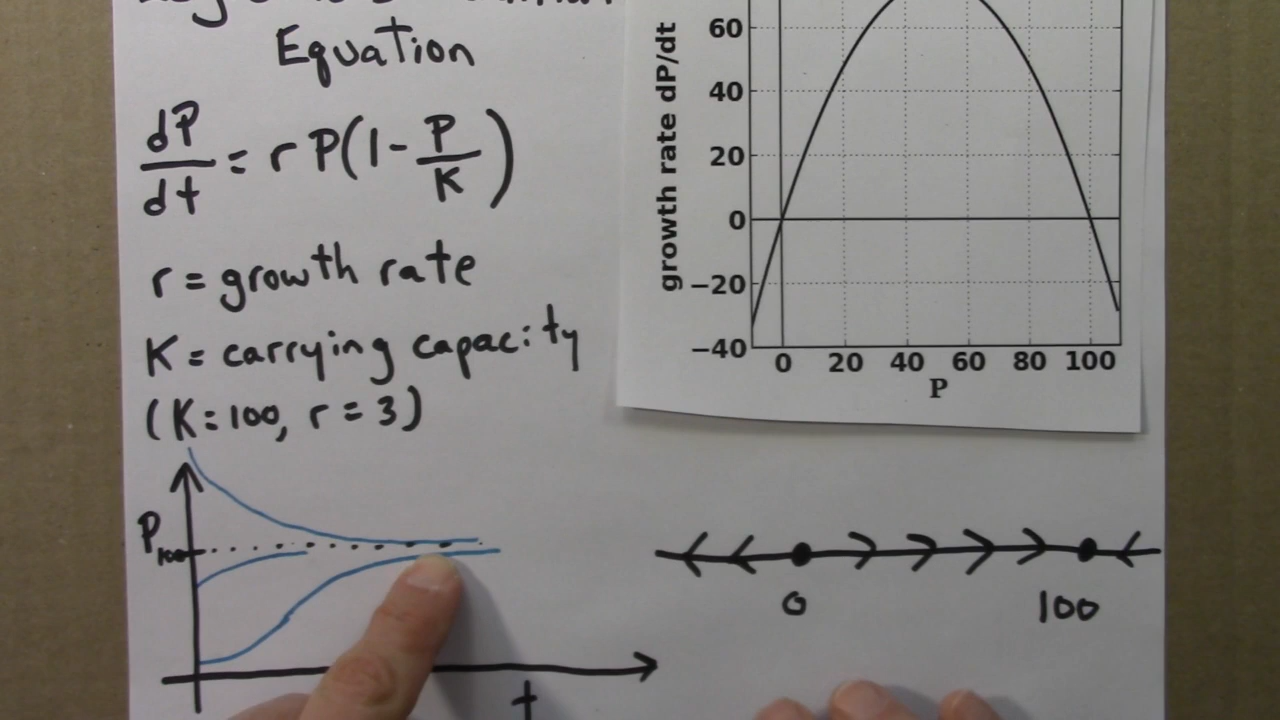 Equation
dP/dt = r P(1 - P/K)
r = growth rate
K = carrying capacity
(K=100, r = 3)
P
100
t
growth rate dP/dt
60
40
20
0
−20
−40
0 20 40 60 80 100
P
0 100